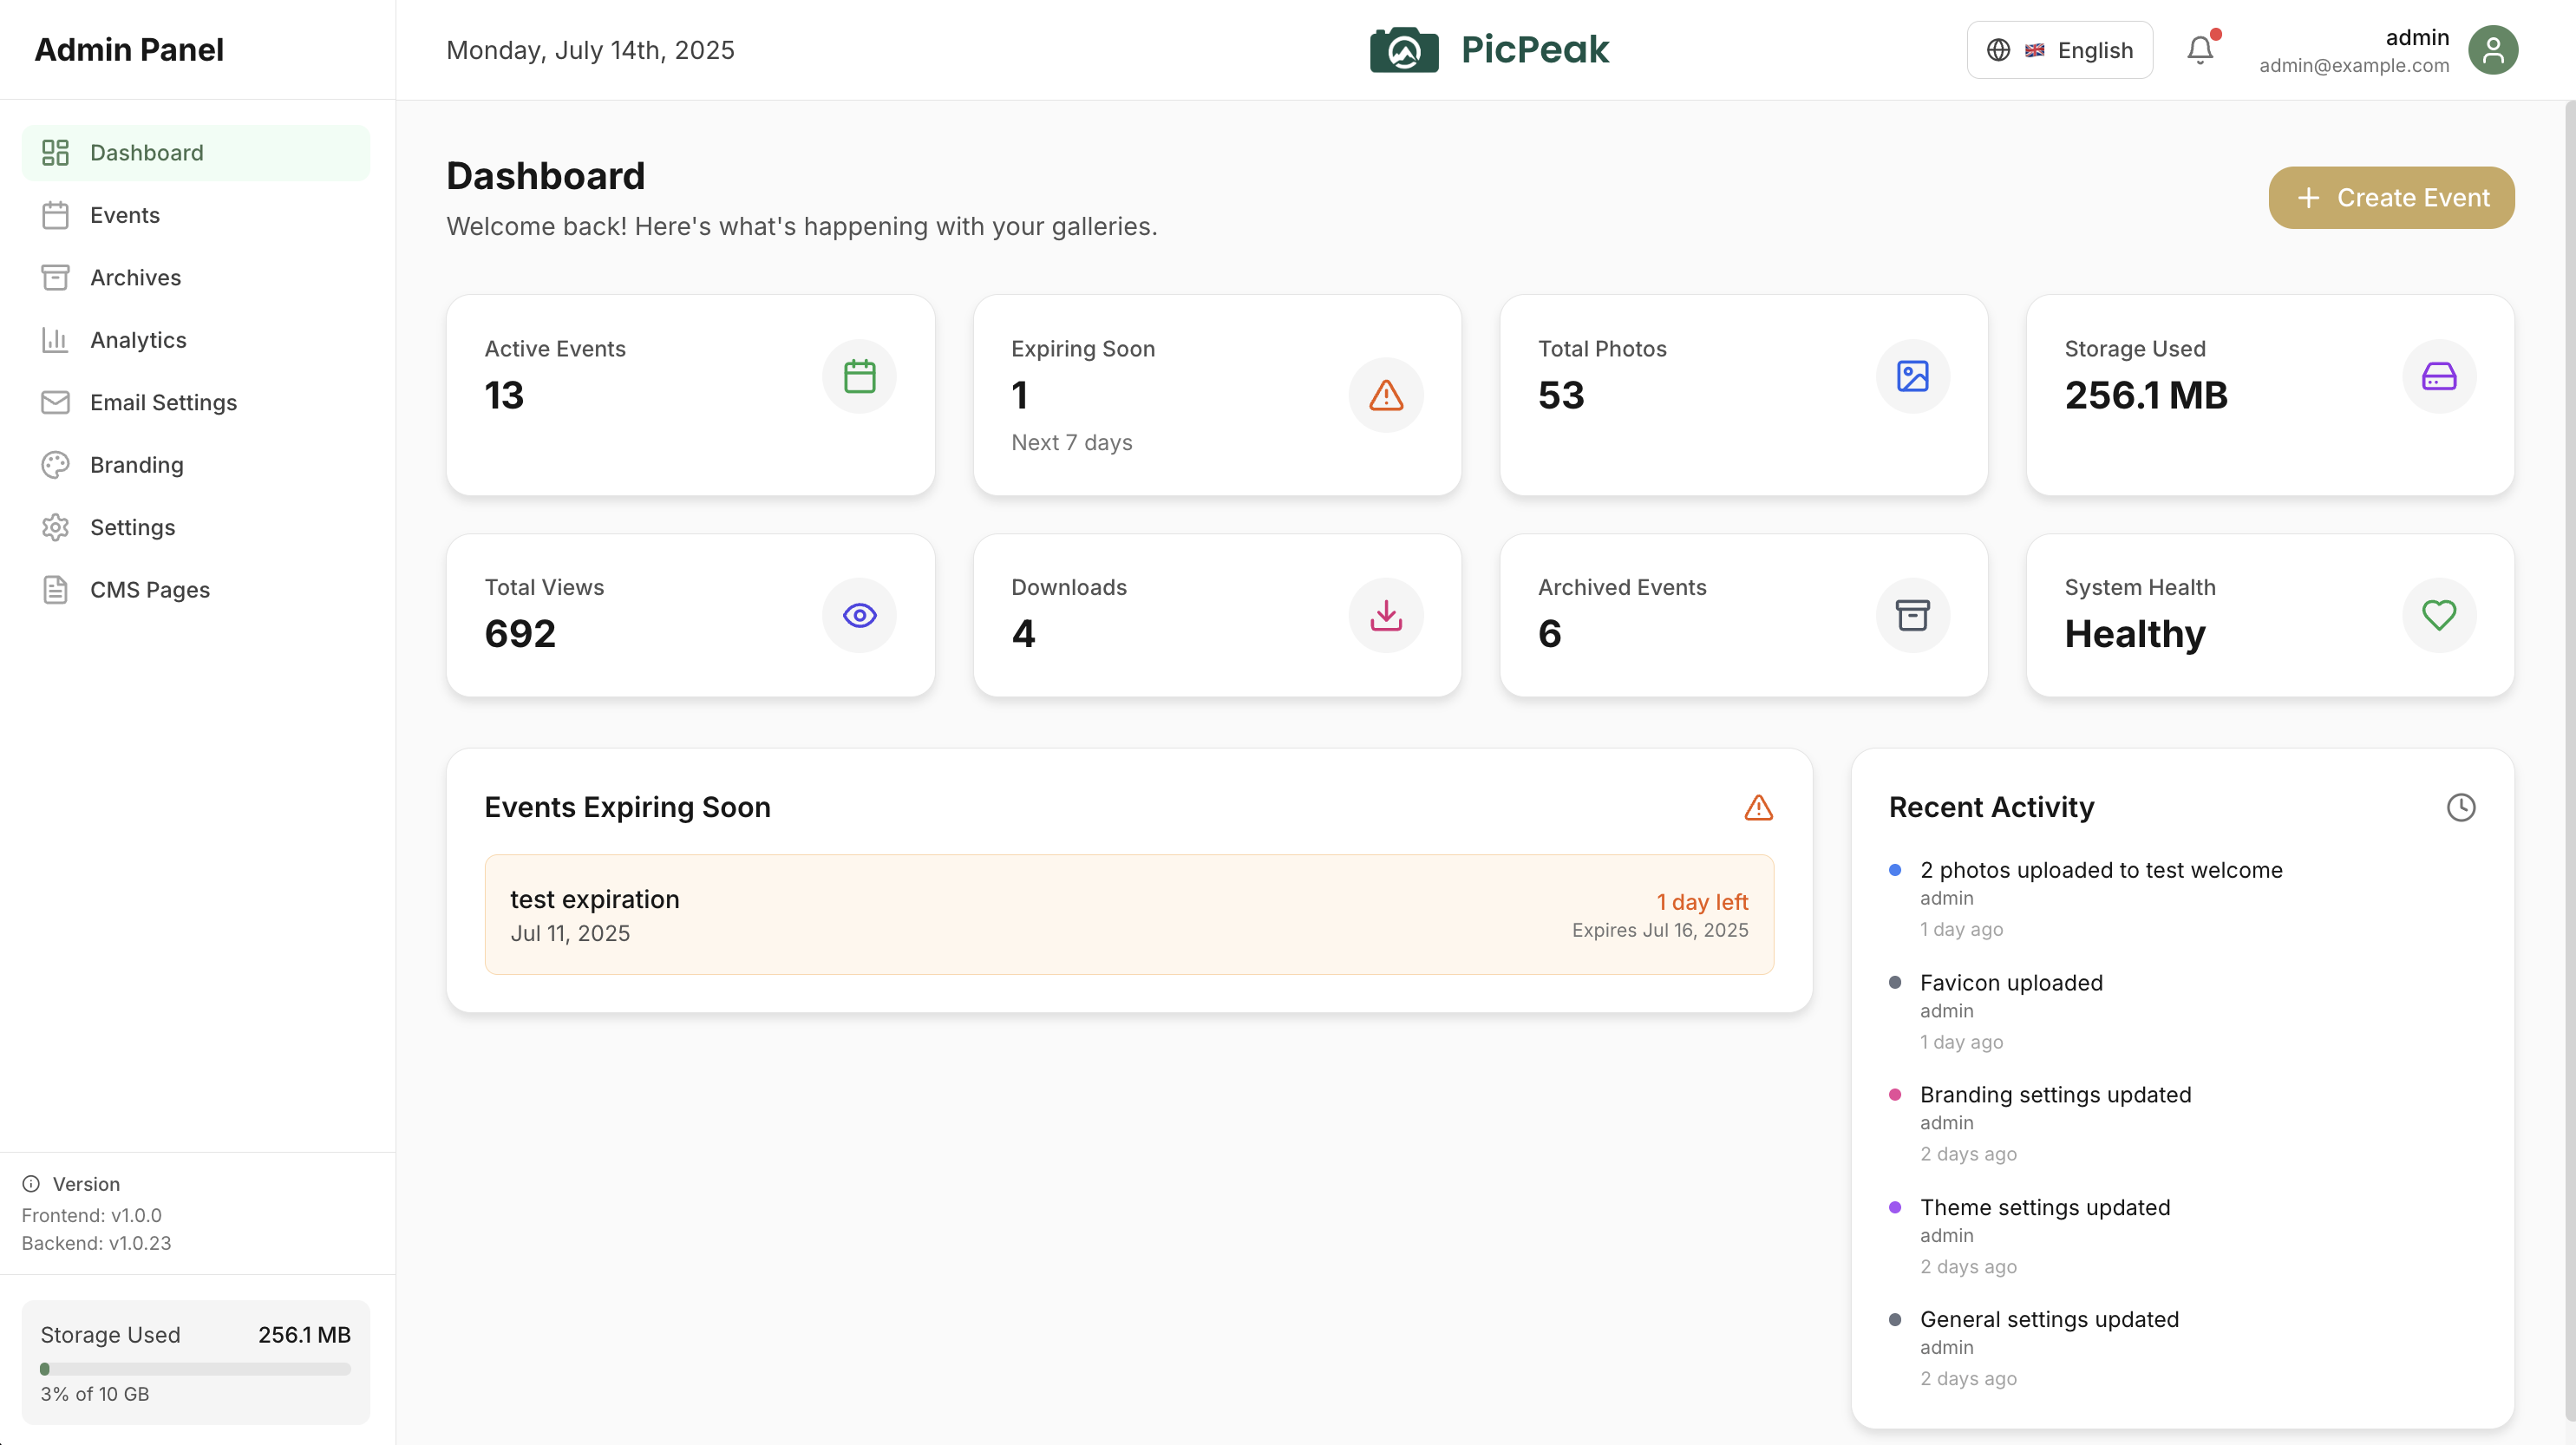 Admin Panel
Monday, July 14th, 2025
PicPeak
English
admin
admin@example.com
Dashboard
Events
Archives
Analytics
Email Settings
Branding
Settings
CMS Pages
Version
Frontend: v1.0.0
Backend: v1.0.23
Storage Used 256.1 MB
3% of 10 GB
Dashboard
Welcome back! Here's what's happening with your galleries.
Create Event
Active Events
13
Expiring Soon
1
Next 7 days
Total Photos
53
Storage Used
256.1 MB
Total Views
692
Downloads
4
Archived Events
6
System Health
Healthy
Events Expiring Soon
test expiration
Jul 11, 2025
1 day left
Expires Jul 16, 2025
Recent Activity
2 photos uploaded to test welcome
admin
1 day ago
Favicon uploaded
admin
1 day ago
Branding settings updated
admin
2 days ago
Theme settings updated
admin
2 days ago
General settings updated
admin
2 days ago